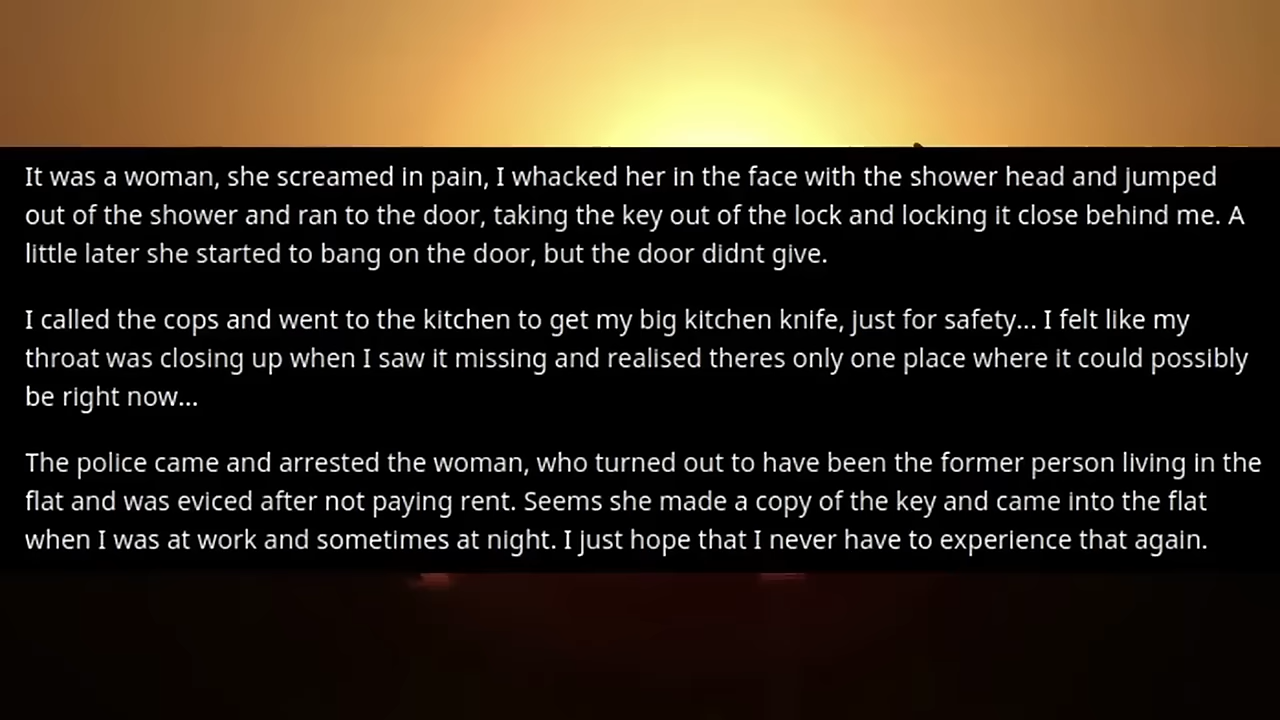 It was a woman, she screamed in pain, I whacked her in the face with the shower head and jumped
out of the shower and ran to the door, taking the key out of the lock and locking it close behind me. A
little later she started to bang on the door, but the door didnt give.
I called the cops and went to the kitchen to get my big kitchen knife, just for safety... I felt like my
throat was closing up when I saw it missing and realised theres only one place where it could possibly
be right now...
The police came and arrested the woman, who turned out to have been the former person living in the
flat and was eviced after not paying rent. Seems she made a copy of the key and came into the flat
when I was at work and sometimes at night. I just hope that I never have to experience that again.